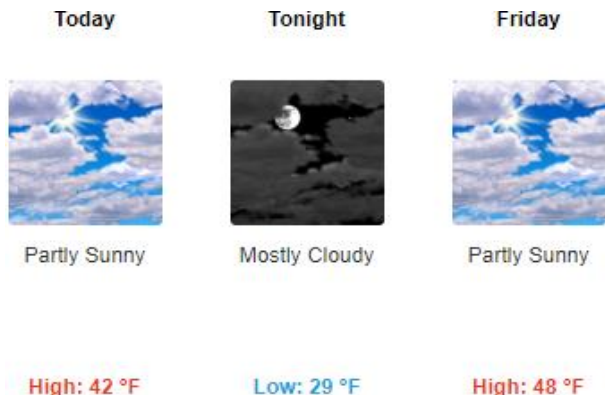 Today
Tonight
Friday
Partly Sunny
Mostly Cloudy
Partly Sunny
High: 42 °F
Low: 29 °F
High: 48 °F